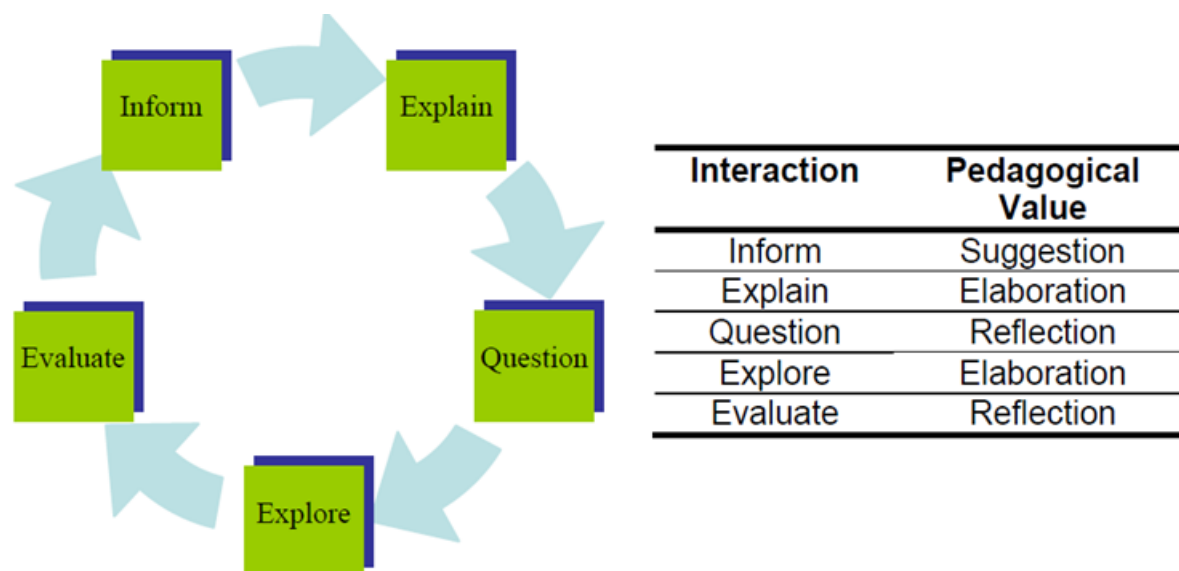 Inform
Explain
Question
Explore
Evaluate
Interaction Pedagogical
Value
Inform Suggestion
Explain Elaboration
Question Reflection
Explore Elaboration
Evaluate Reflection